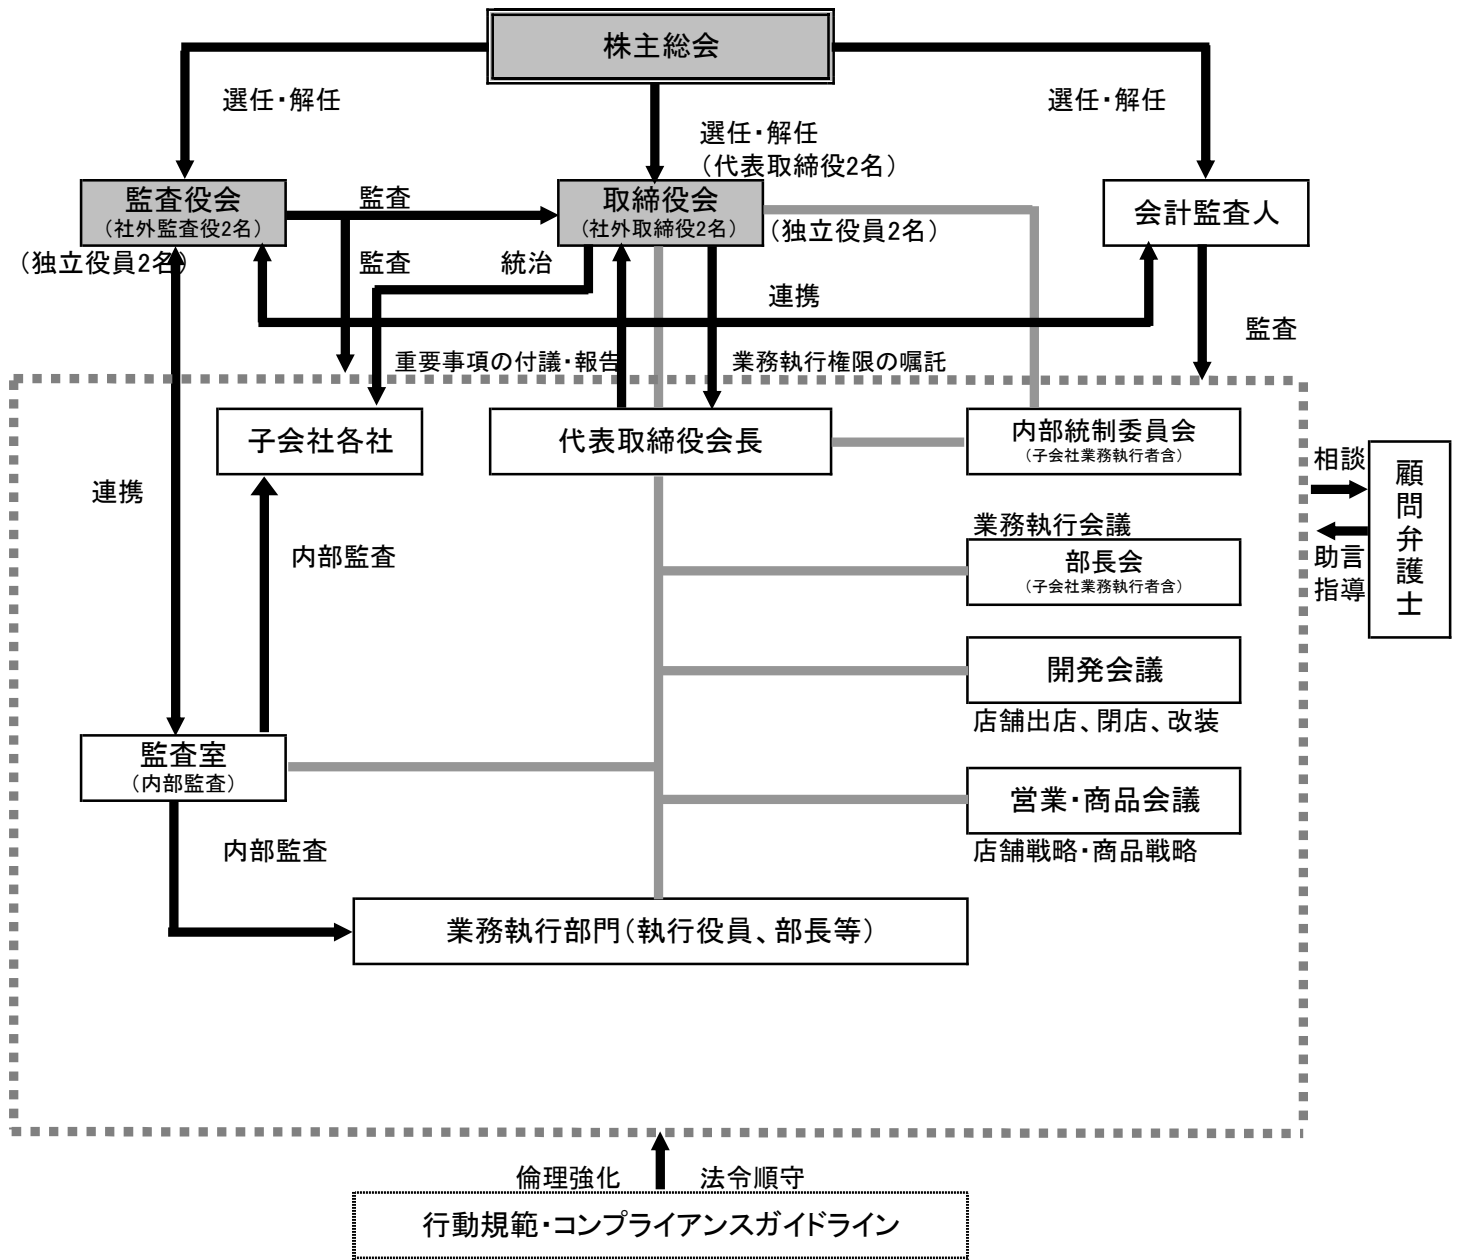 株主総会
選任・解任
選任・解任
選任・解任
（代表取締役2名）
監査役会
（社外監査役2名）
（独立役員2名）
監査
取締役会
（社外取締役2名）
（独立役員2名）
会計監査人
監査
統治
連携
監査
重要事項の付議・報告
業務執行権限の嘱託
子会社各社
代表取締役会長
内部統制委員会
（子会社業務執行者含）
相談
顧問弁護士
助言
指導
連携
内部監査
業務執行会議
部長会
（子会社業務執行者含）
開発会議
店舗出店、閉店、改装
監査室
（内部監査）
営業・商品会議
店舗戦略・商品戦略
内部監査
業務執行部門（執行役員、部長等）
倫理強化
法令順守
行動規範・コンプライアンスガイドライン